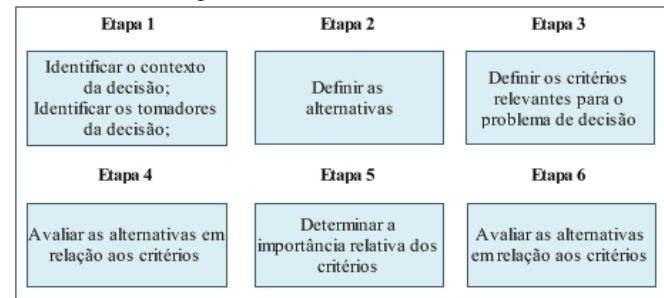 Etapa 1
Etapa 2
Etapa 3
Identificar o contexto
da decisão;
Identificar os tomadores
da decisão;
Definir as
alternativas
Definir os critérios
relevantes para o
problema de decisão
Etapa 4
Etapa 5
Etapa 6
Avaliar as alternativas em
relação aos critérios
Determinar a
importância relativa dos
critérios
Avaliar as alternativas
em relação aos critérios